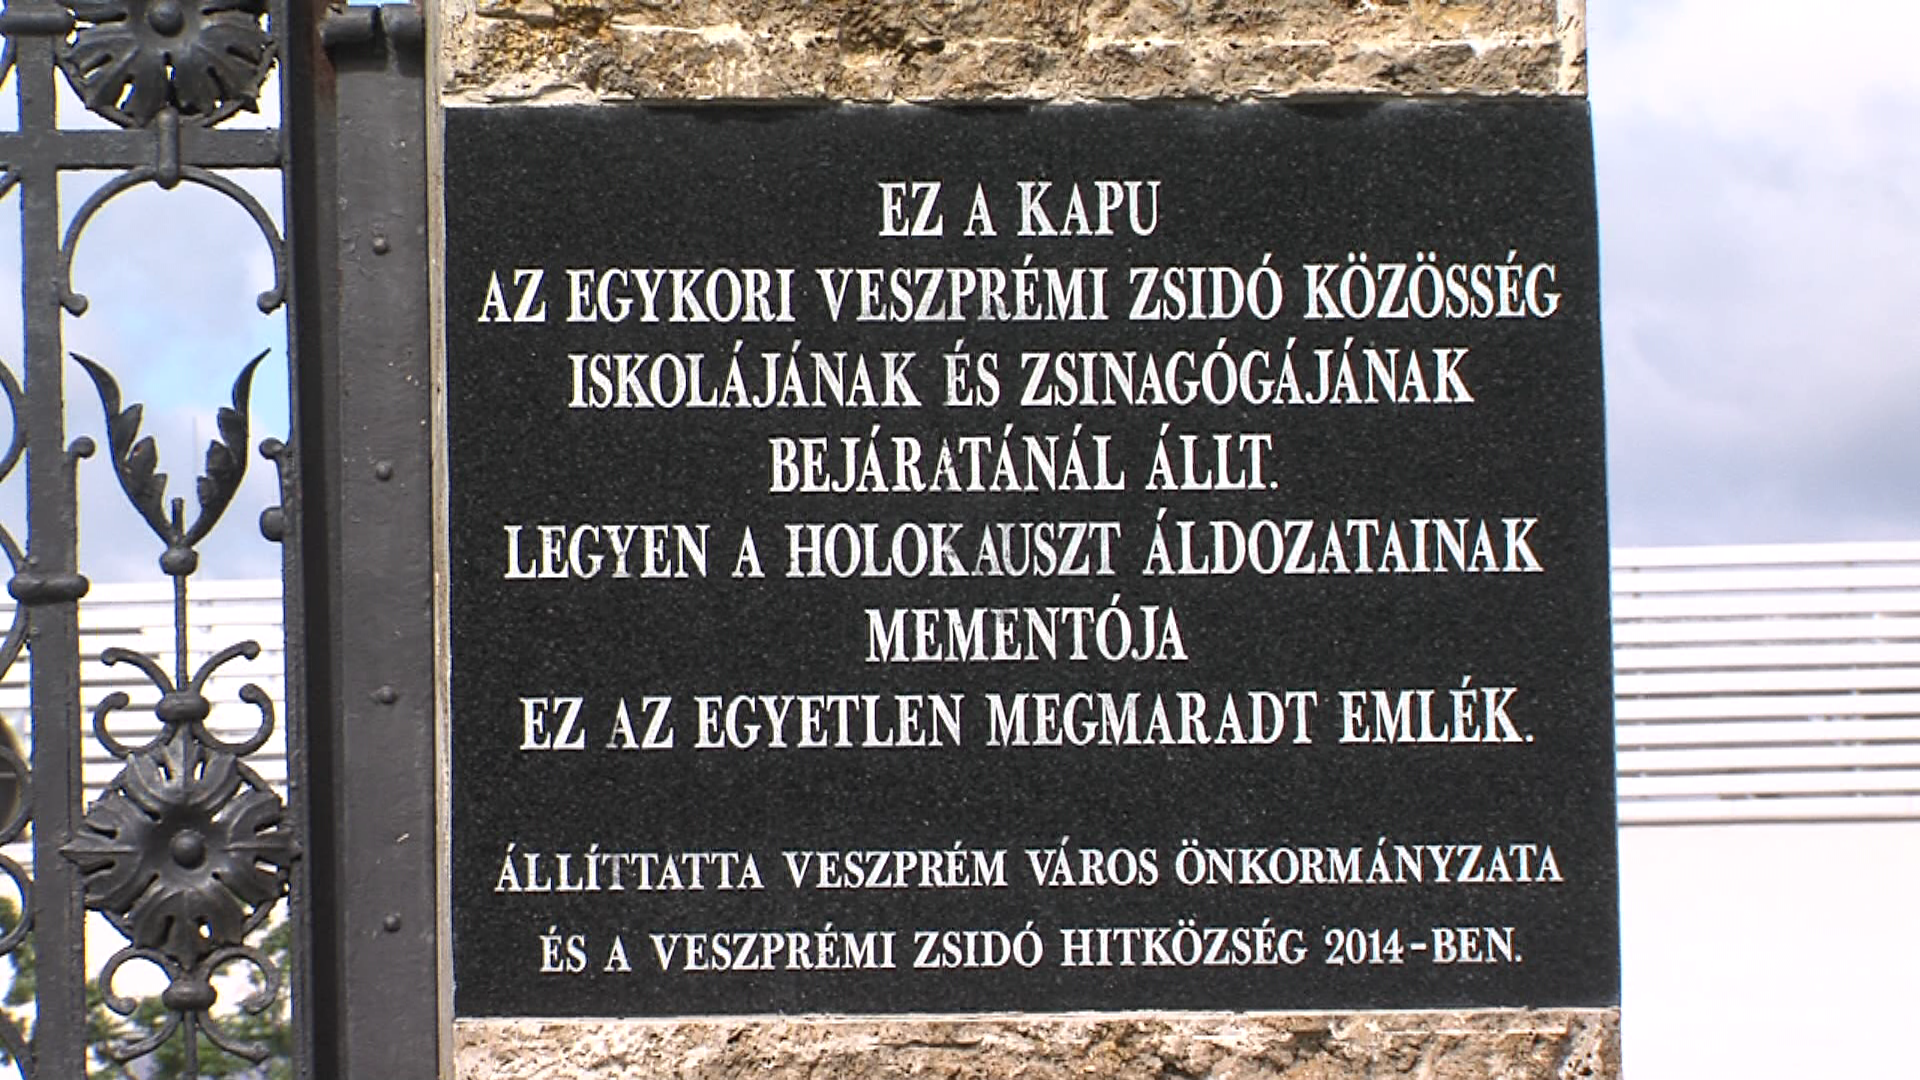 EZ A KAPU
AZ EGYKORI VESZPRÉMI ZSIDÓ KÖZÖSSÉG
ISKOLÁJÁNAK ÉS ZSINAGÓGÁJÁNAK
BEJÁRATÁNÁL ÁLLT.
LEGYEN A HOLOKAUSZT ÁLDOZATAINAK
MEMENTÓJA
EZ AZ EGYETLEN MEGMARADT EMLÉK.
ÁLLÍTTATTA VESZPRÉM VÁROS ÖNKORMÁNYZATA
ÉS A VESZPRÉMI ZSIDÓ HITKÖZSÉG 2014-BEN.